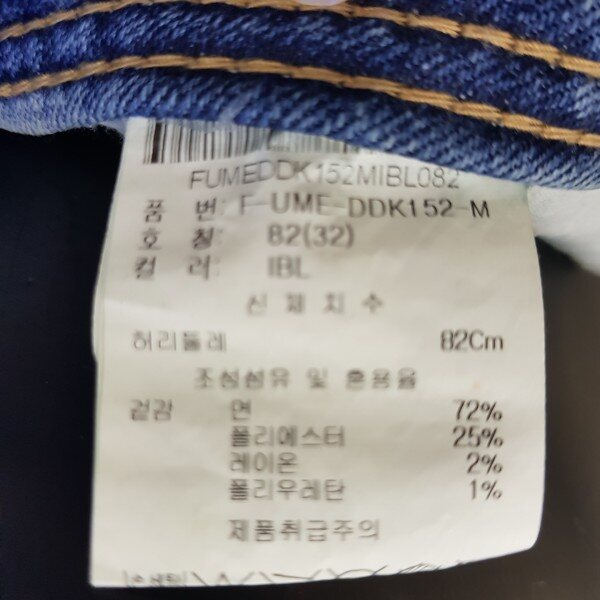 FUMEDDK152MIBL082
품 번: F-UME-DDK152-M
호 칭: 82(32)
컬 러: IBL
신 체 치 수
허리둘레 82Cm
조성섬유 및 혼용율
겉감 면 72%
폴리에스터 25%
레이온 2%
폴리우레탄 1%
제품취급주의